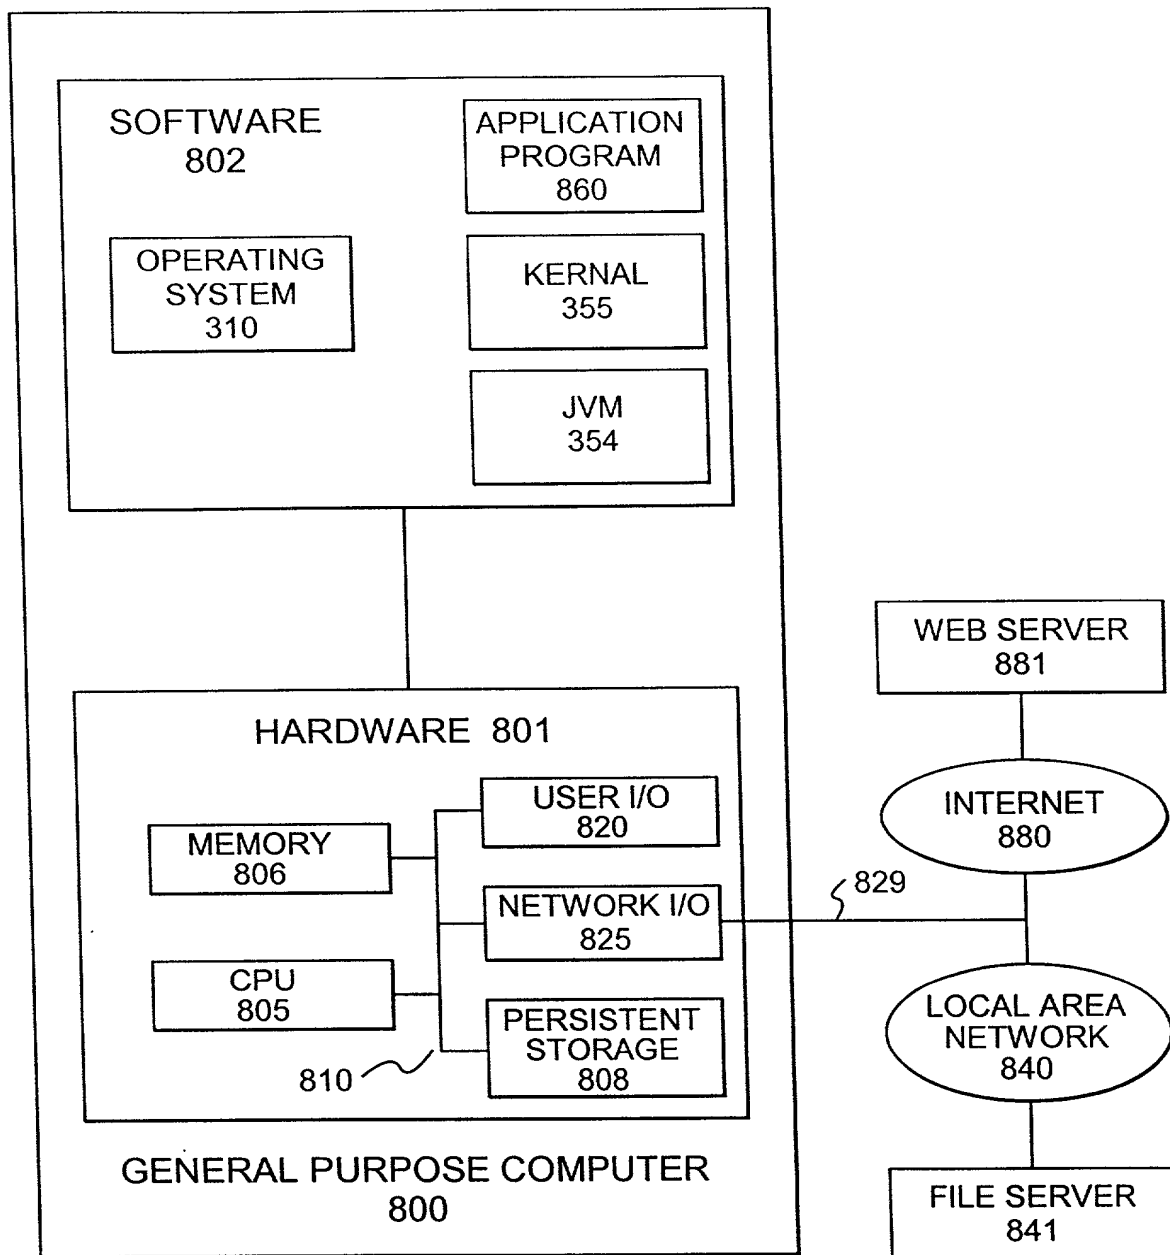 SOFTWARE
802
APPLICATION
PROGRAM
860
OPERATING
SYSTEM
310
KERNAL
355
JVM
354
WEB SERVER
881
HARDWARE 801
USER I/O
820
MEMORY
806
INTERNET
880
829
NETWORK I/O
825
CPU
805
PERSISTENT
STORAGE
808
810
LOCAL AREA
NETWORK
840
GENERAL PURPOSE COMPUTER
800
FILE SERVER
841